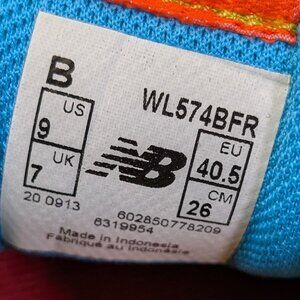 B
WL574BFR
US
9
UK
7
NB
EU
40.5
CM
26
20 0913
602850778209
6319954
Made in Indonesia
Fabriqué au Indonésie